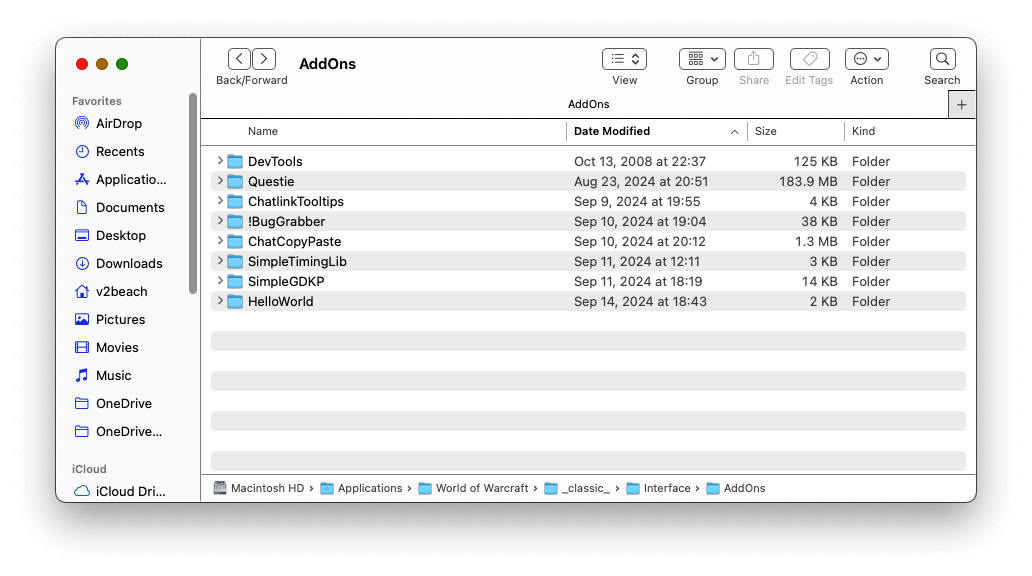 AddOns
Back/Forward
View
Group
Share
Edit Tags
Action
Search
Favorites
AirDrop
Recents
Applicatio...
Documents
Desktop
Downloads
v2beach
Pictures
Movies
Music
OneDrive
OneDrive...
iCloud
iCloud Dri...
AddOns
Name Date Modified Size Kind
DevTools Oct 13, 2008 at 22:37 125 KB Folder
Questie Aug 23, 2024 at 20:51 183.9 MB Folder
ChatlinkTooltips Sep 9, 2024 at 19:55 4 KB Folder
!BugGrabber Sep 10, 2024 at 19:04 38 KB Folder
ChatCopyPaste Sep 10, 2024 at 20:12 1.3 MB Folder
SimpleTimingLib Sep 11, 2024 at 12:11 3 KB Folder
SimpleGDKP Sep 11, 2024 at 18:19 14 KB Folder
HelloWorld Sep 14, 2024 at 18:43 2 KB Folder
Macintosh HD › Applications › World of Warcraft › _classic_ › Interface › AddOns